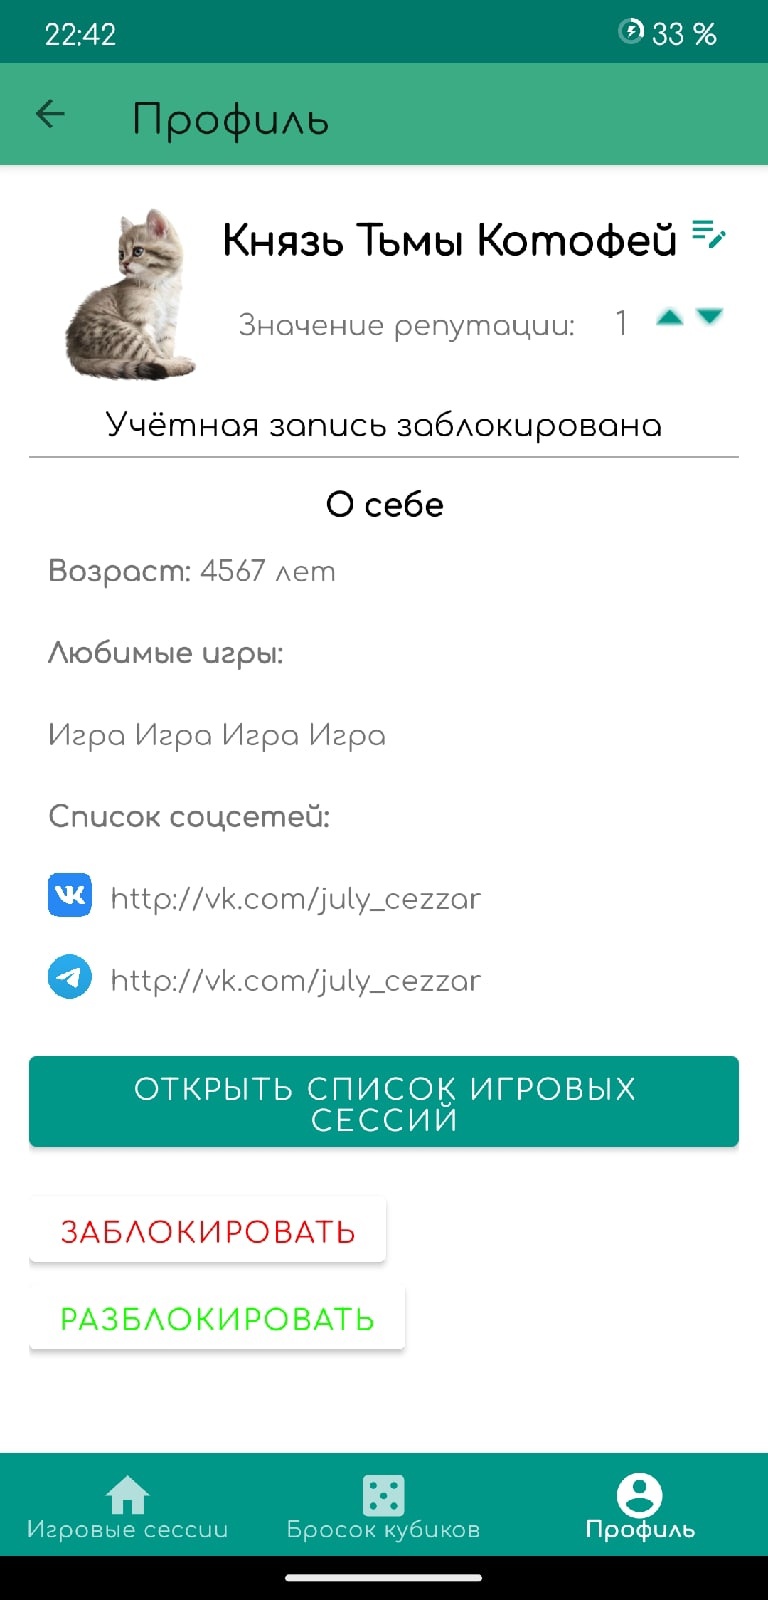 22:42
33 %
Профиль
Князь Тьмы Котофей
Значение репутации: 1
Учётная запись заблокирована
О себе
Возраст: 4567 лет
Любимые игры:
Игра Игра Игра Игра
Список соцсетей:
http://vk.com/july_cezzar
http://vk.com/july_cezzar
ОТКРЫТЬ СПИСОК ИГРОВЫХ
СЕССИЙ
ЗАБЛОКИРОВАТЬ
РАЗБЛОКИРОВАТЬ
Игровые сессии
Бросок кубиков
Профиль